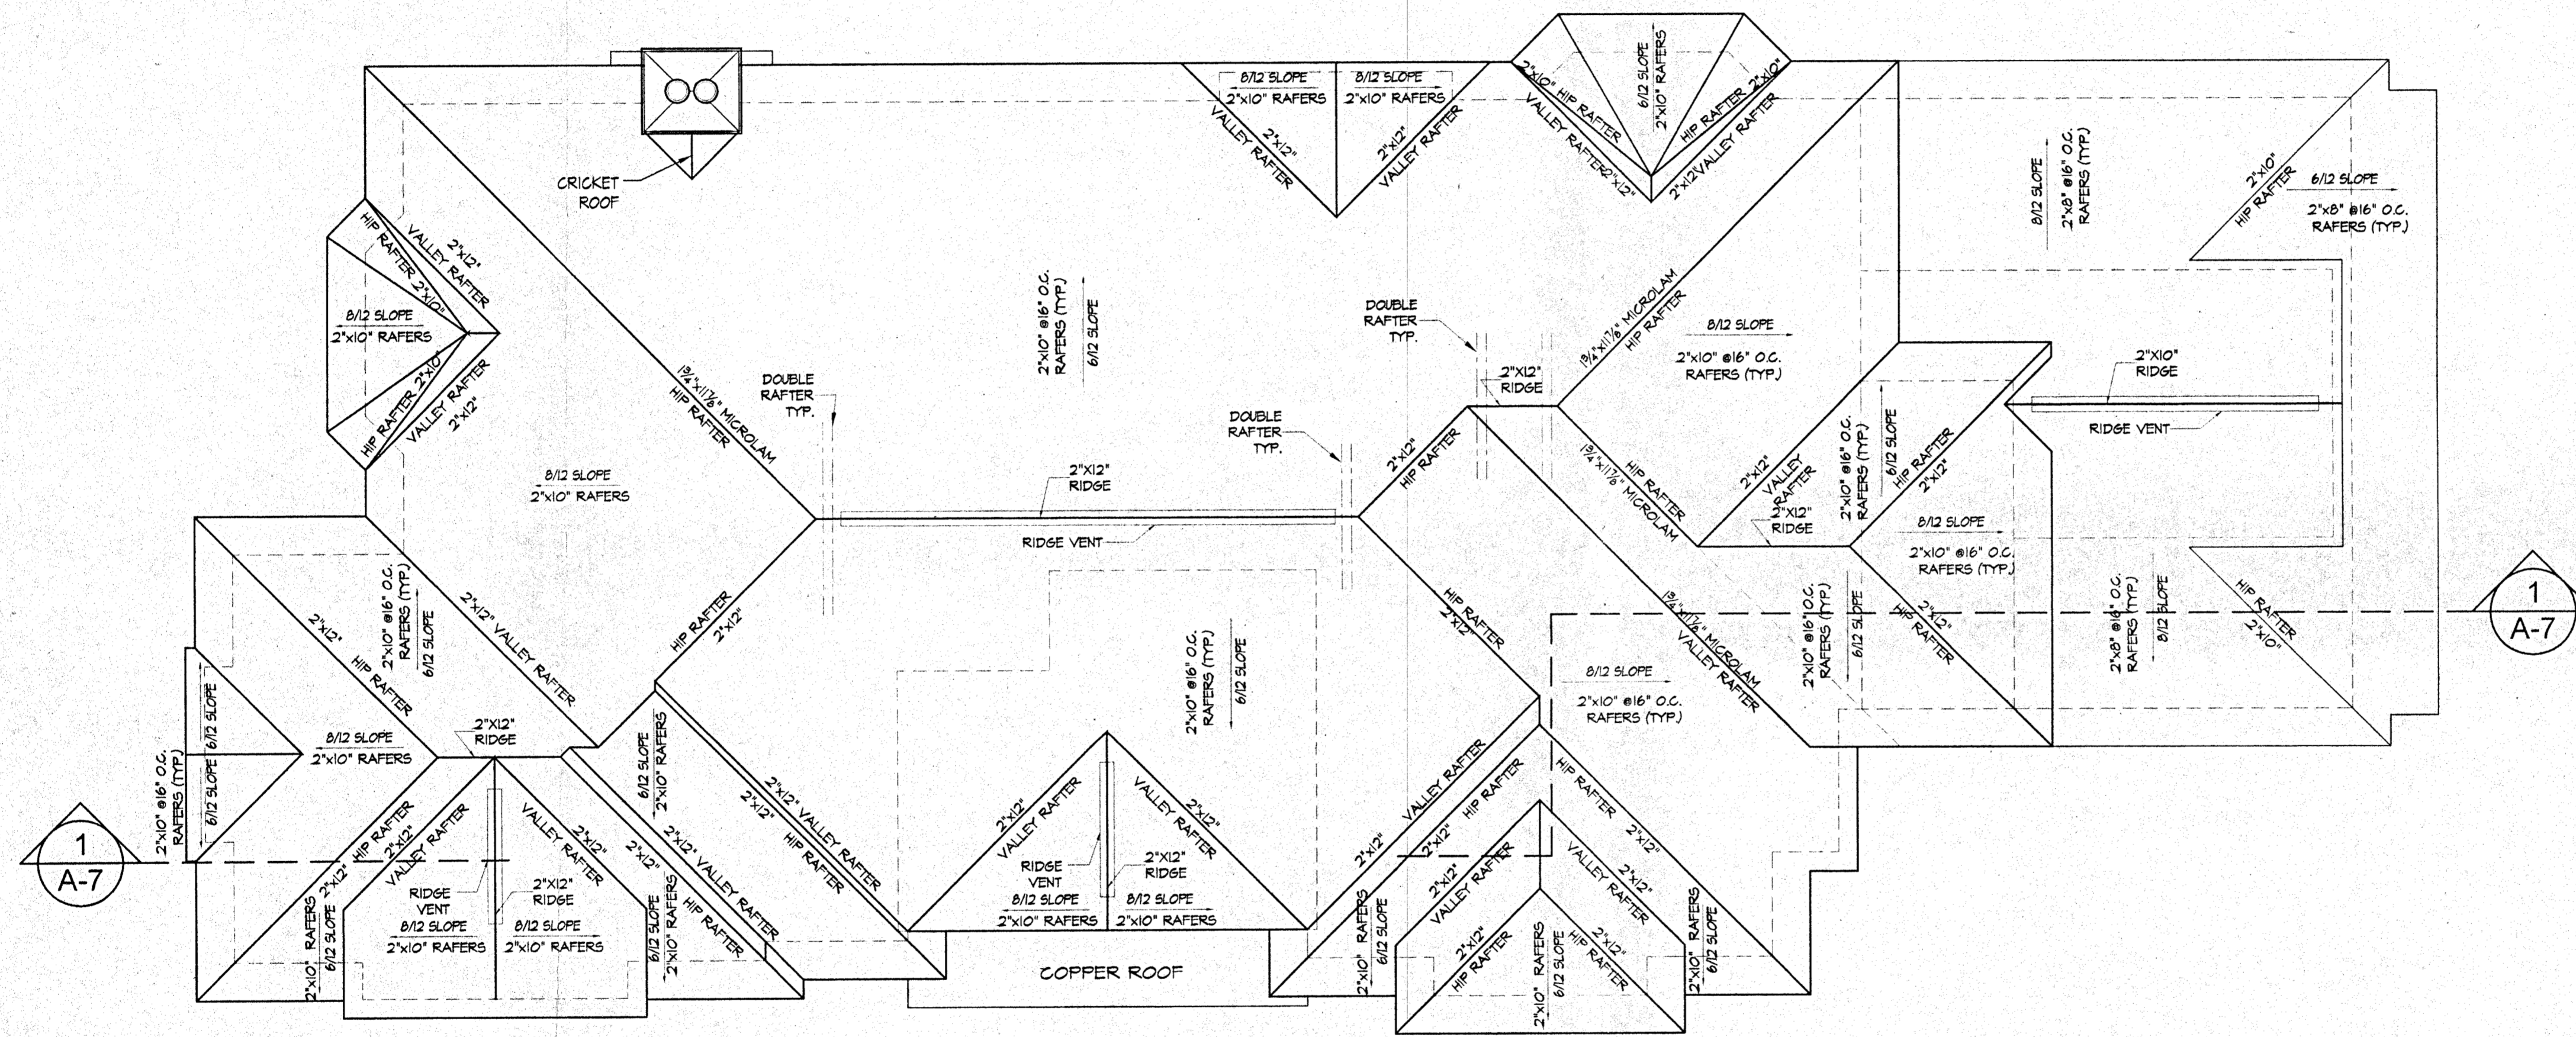 6/12 SLOPE
2"x10" RAFERS
8/12 SLOPE
2"x10" RAFERS
8/12 SLOPE
2"x10" RAFERS
2"x12"
VALLEY RAFTER
2"x12"
VALLEY RAFTER
2"x10" HIP RAFTER
VALLEY RAFTER 2"x12"
HIP RAFTER 2"x10"
2"x12" VALLEY RAFTER
CRICKET
ROOF
8/12 SLOPE
2"x8" @16" O.C.
RAFERS (TYP.)
2"x10"
HIP RAFTER
6/12 SLOPE
2"x8" @16" O.C.
RAFERS (TYP.)
HIP RAFTER 2"x10"
2"x12"
VALLEY RAFTER
8/12 SLOPE
2"x10" RAFERS
HIP RAFTER 2"x10"
VALLEY RAFTER
2"x12"
1¾"x11⅞" MICROLAM
HIP RAFTER
DOUBLE
RAFTER
TYP.
2"x10" @16" O.C.
RAFERS (TYP.)
6/12 SLOPE
DOUBLE
RAFTER
TYP.
DOUBLE
RAFTER
TYP.
2"X12"
RIDGE
1¾"x11⅞" MICROLAM
HIP RAFTER
8/12 SLOPE
2"x10" @16" O.C.
RAFERS (TYP.)
2"X10"
RIDGE
RIDGE VENT
2"x12"
HIP RAFTER
HIP RAFTER
1¾"x11⅞" MICROLAM
2"x12"
VALLEY
RAFTER
2"X12"
RIDGE
2"x10" @16" O.C.
RAFERS (TYP.)
6/12 SLOPE
HIP RAFTER
2"x12"
8/12 SLOPE
2"x10" @16" O.C.
RAFERS (TYP.)
8/12 SLOPE
2"x10" RAFERS
2"X12"
RIDGE
RIDGE VENT
2"x10" @16" O.C.
RAFERS (TYP.)
6/12 SLOPE
2"x12"
HIP RAFTER
2"x12" VALLEY RAFTER
HIP RAFTER
2"x12"
2"x10" @16" O.C.
RAFERS (TYP.)
6/12 SLOPE
HIP RAFTER
2"x12"
8/12 SLOPE
2"x10" @16" O.C.
RAFERS (TYP.)
1¾"x11⅞" MICROLAM
VALLEY RAFTER
2"x10" @16" O.C.
RAFERS (TYP.)
6/12 SLOPE
2"x12"
HIP RAFTER
2"x8" @16" O.C.
RAFERS (TYP.)
8/12 SLOPE
HIP RAFTER
2"x10"
1
A-7
2"x10" @16" O.C.
RAFERS (TYP.)
6/12 SLOPE
6/12 SLOPE
8/12 SLOPE
2"x10" RAFERS
2"X12"
RIDGE
6/12 SLOPE
2"x10" RAFERS
2"x12" VALLEY RAFTER
2"x12"
HIP RAFTER
2"x12" VALLEY RAFTER
2"x12"
HIP RAFTER
1
A-7
HIP RAFTER
2"x12"
2"x12"
VALLEY RAFTER
VALLEY RAFTER
2"x12"
2"x10" RAFERS
6/12 SLOPE
RIDGE
VENT
2"X12"
RIDGE
8/12 SLOPE
2"x10" RAFERS
8/12 SLOPE
2"x10" RAFERS
6/12 SLOPE
2"x10" RAFERS
2"x12"
VALLEY RAFTER
VALLEY RAFTER
2"x12"
RIDGE
VENT
2"X12"
RIDGE
8/12 SLOPE
2"x10" RAFERS
8/12 SLOPE
2"x10" RAFERS
COPPER ROOF
VALLEY RAFTER
2"x12"
HIP RAFTER
2"x12"
HIP RAFTER
2"x12"
2"x12"
VALLEY RAFTER
VALLEY RAFTER
2"x12"
2"x10" RAFERS
6/12 SLOPE
2"x12"
HIP RAFTER
2"x12"
HIP RAFTER
2"x10" RAFERS
6/12 SLOPE
2"x10" RAFERS
6/12 SLOPE